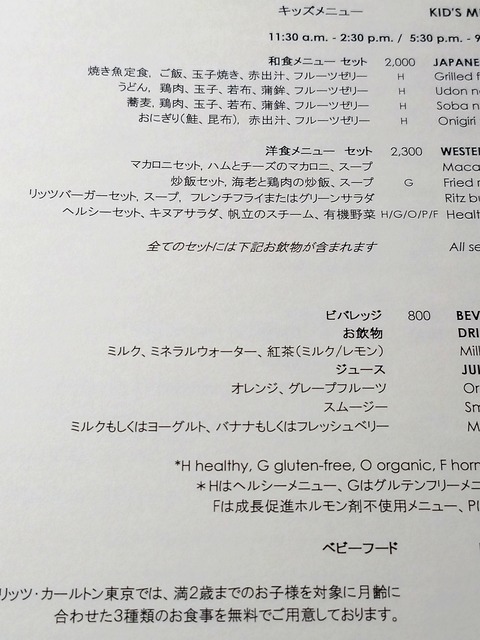 キッズメニュー KID'S
11:30 a.m. - 2:30 p.m. / 5:30 p.m. - 9
和食メニュー セット 2,000 JAPANE
焼き魚定食, ご飯、玉子焼き、赤出汁、フルーツゼリー H Grilled f
うどん, 鶏肉、玉子、若布、蒲鉾、フルーツゼリー H Udon n
蕎麦, 鶏肉、玉子、若布、蒲鉾、フルーツゼリー H Soba n
おにぎり(鮭、昆布), 赤出汁、フルーツゼリー H Onigiri
洋食メニュー セット 2,300 WESTE
マカロニセット, ハムとチーズのマカロニ、スープ Maca
炒飯セット, 海老と鶏肉の炒飯、スープ G Fried r
リッツバーガーセット, スープ, フレンチフライまたはグリーンサラダ Ritz bu
ヘルシーセット、キヌアサラダ、帆立のスチーム、有機野菜 H/G/O/P/F Healt
全てのセットには下記お飲物が含まれます All se
ビバレッジ 800 BEV
お飲物 DRI
ミルク、ミネラルウォーター、紅茶(ミルク/レモン) Mill
ジュース JUI
オレンジ、グレープフルーツ Or
スムージー Sm
ミルクもしくはヨーグルト、バナナもしくはフレッシュベリー M
*H healthy, G gluten-free, O organic, F horm
＊Hはヘルシーメニュー、Gはグルテンフリーメニ
Fは成長促進ホルモン剤不使用メニュー、Pl
ベビーフード
リッツ・カールトン東京では、満2歳までのお子様を対象に月齢に
合わせた3種類のお食事を無料でご用意しております。